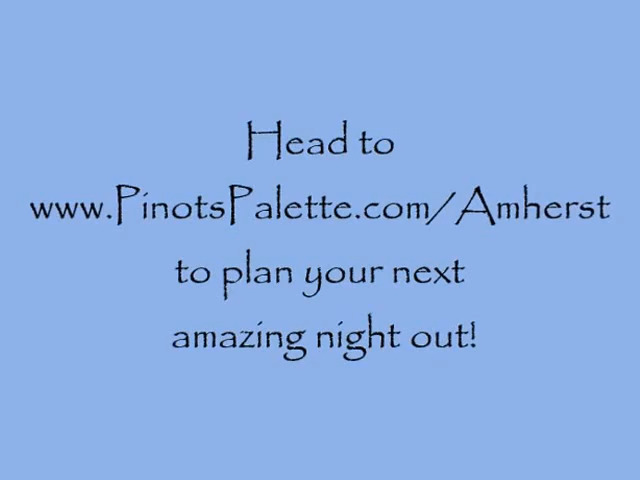 Head to
www.PinotsPalette.com/Amherst
to plan your next
amazing night out!